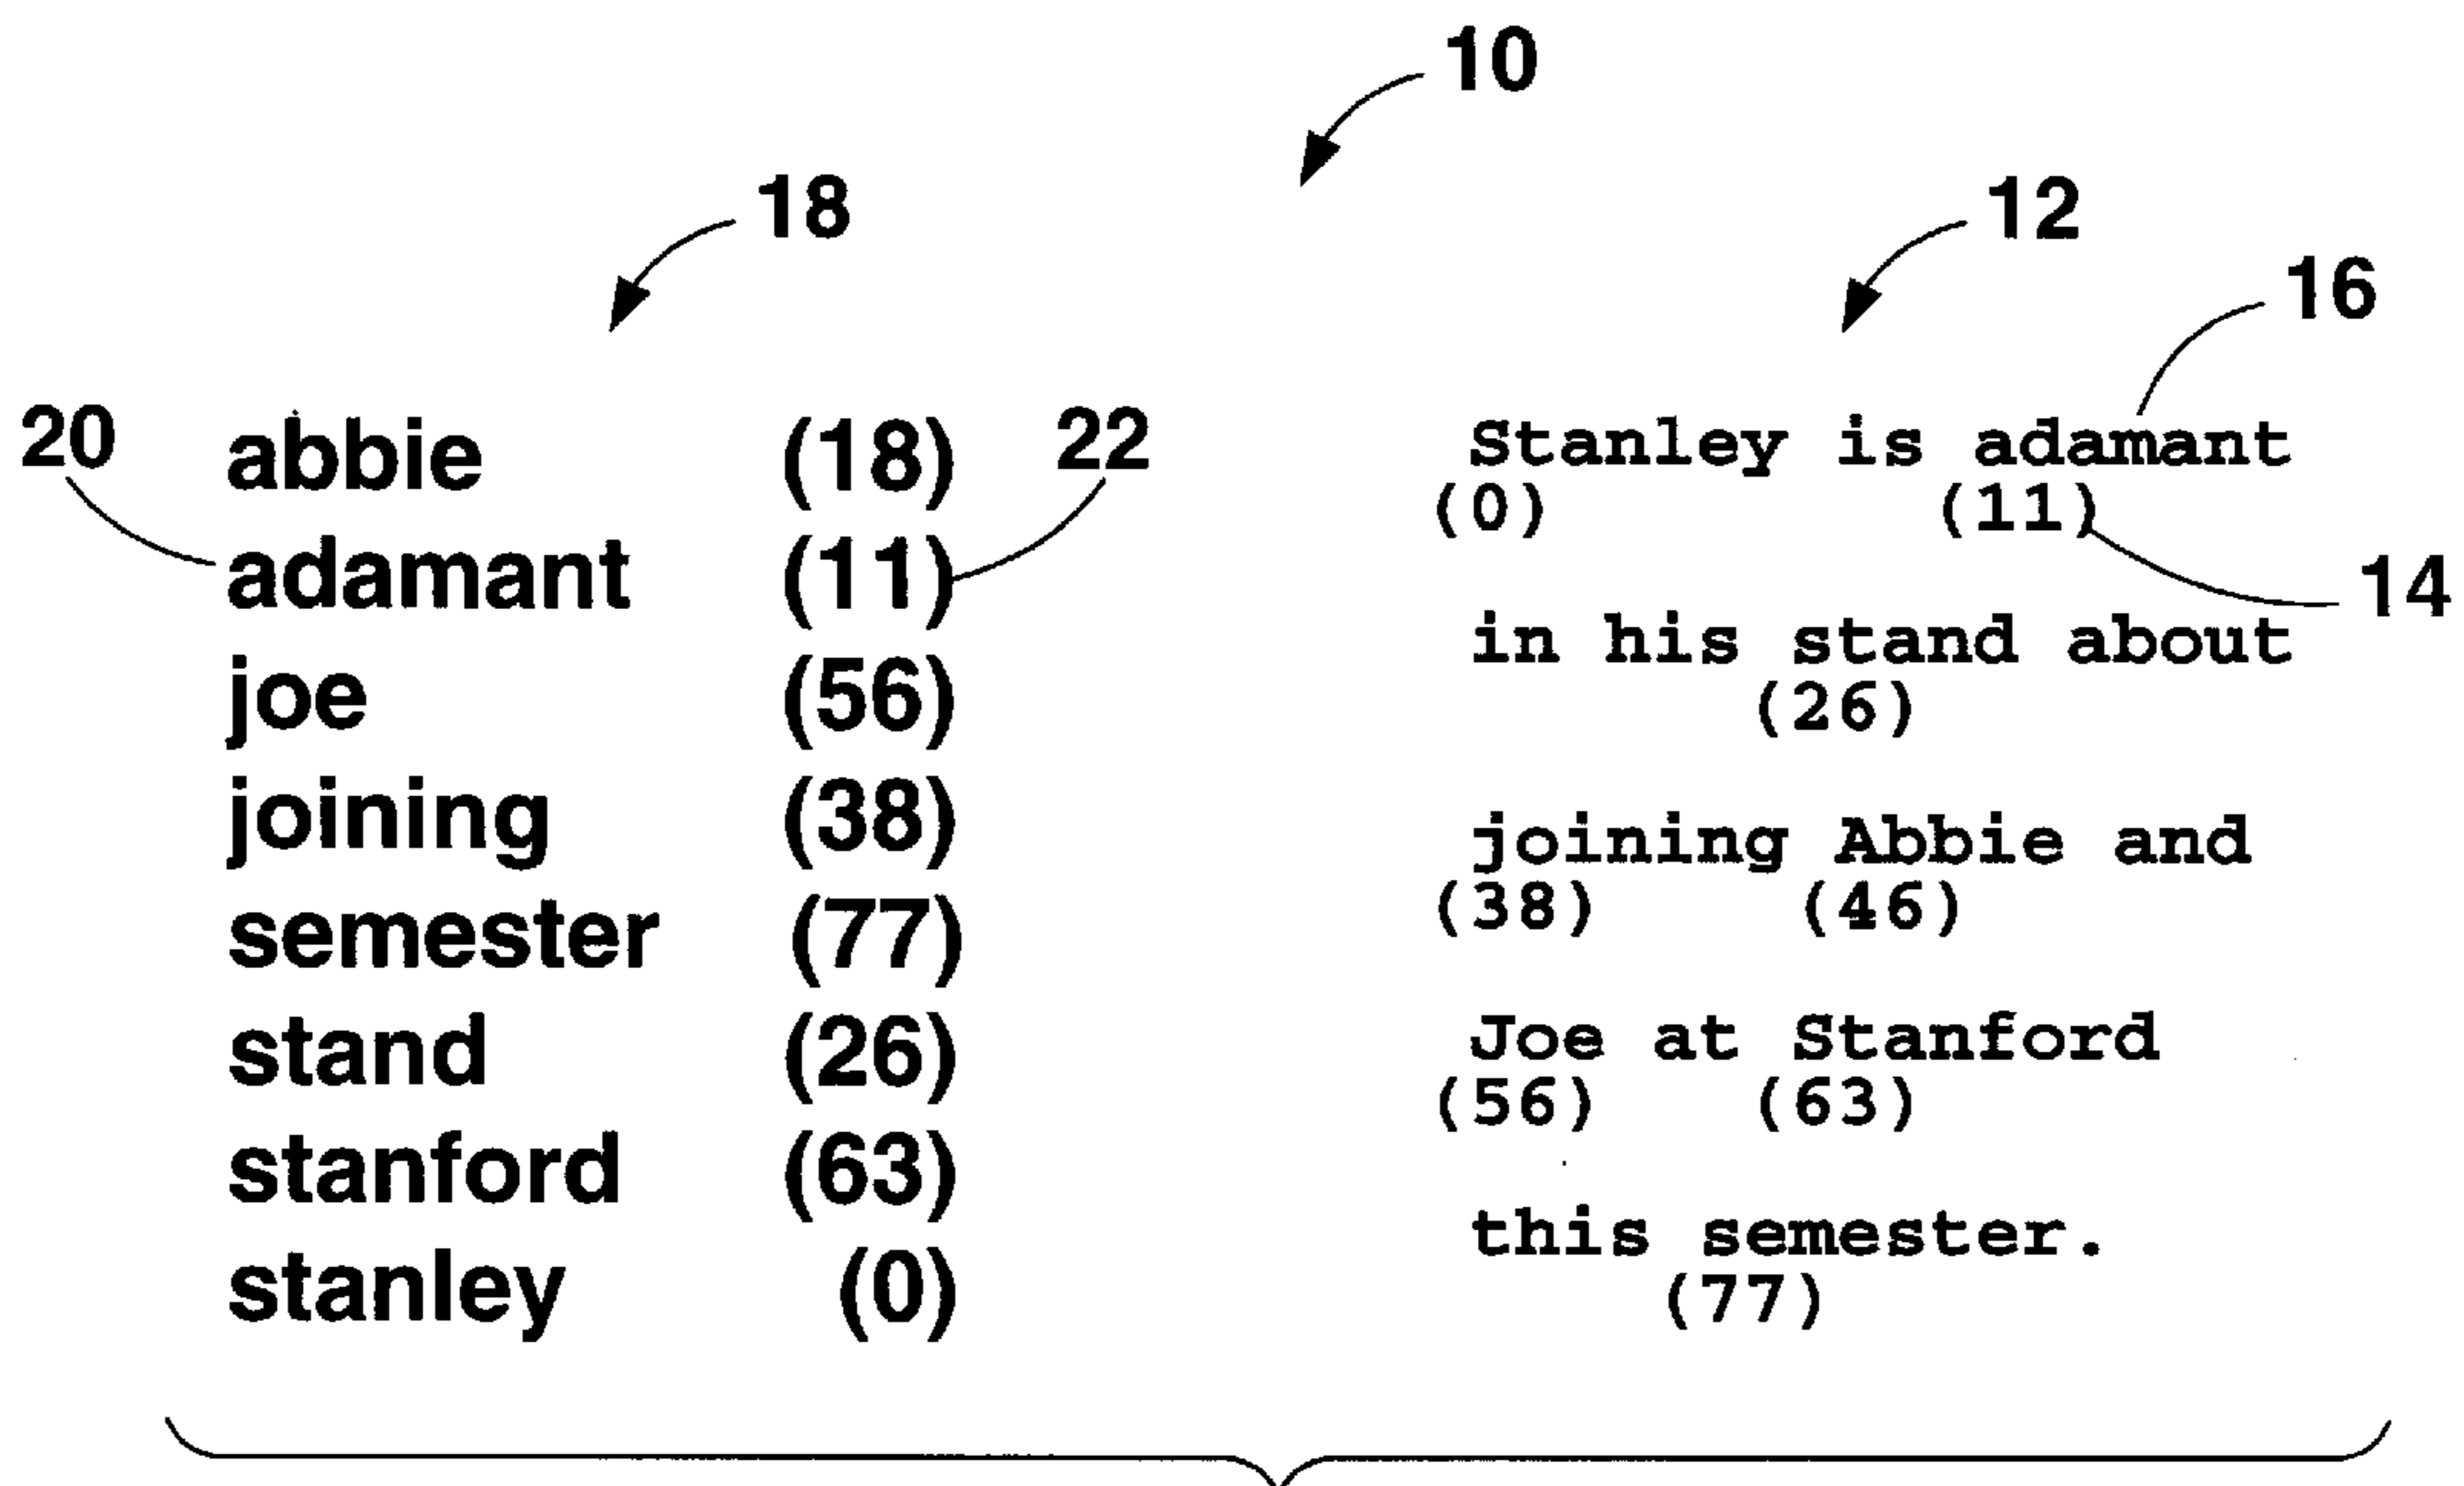 10
18
12
16
20
abbie (18)
22
adamant (11)
joe (56)
joining (38)
semester (77)
stand (26)
stanford (63)
stanley (0)
Stanley is adamant
(0) (11)
14
in his stand about
(26)
joining Abbie and
(38) (46)
Joe at Stanford
(56) (63)
this semester.
(77)